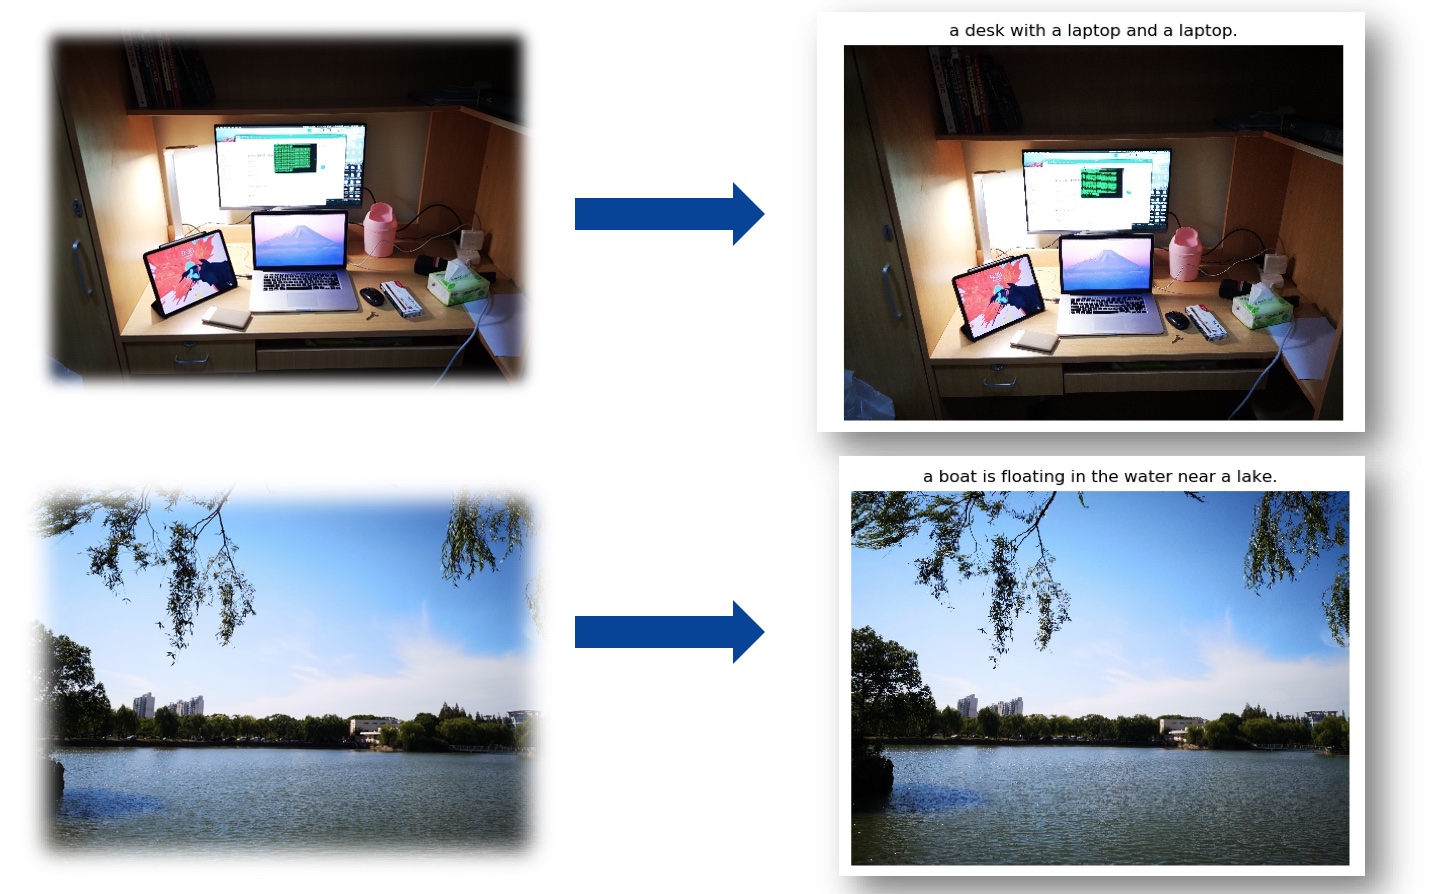 a desk with a laptop and a laptop.
a boat is floating in the water near a lake.